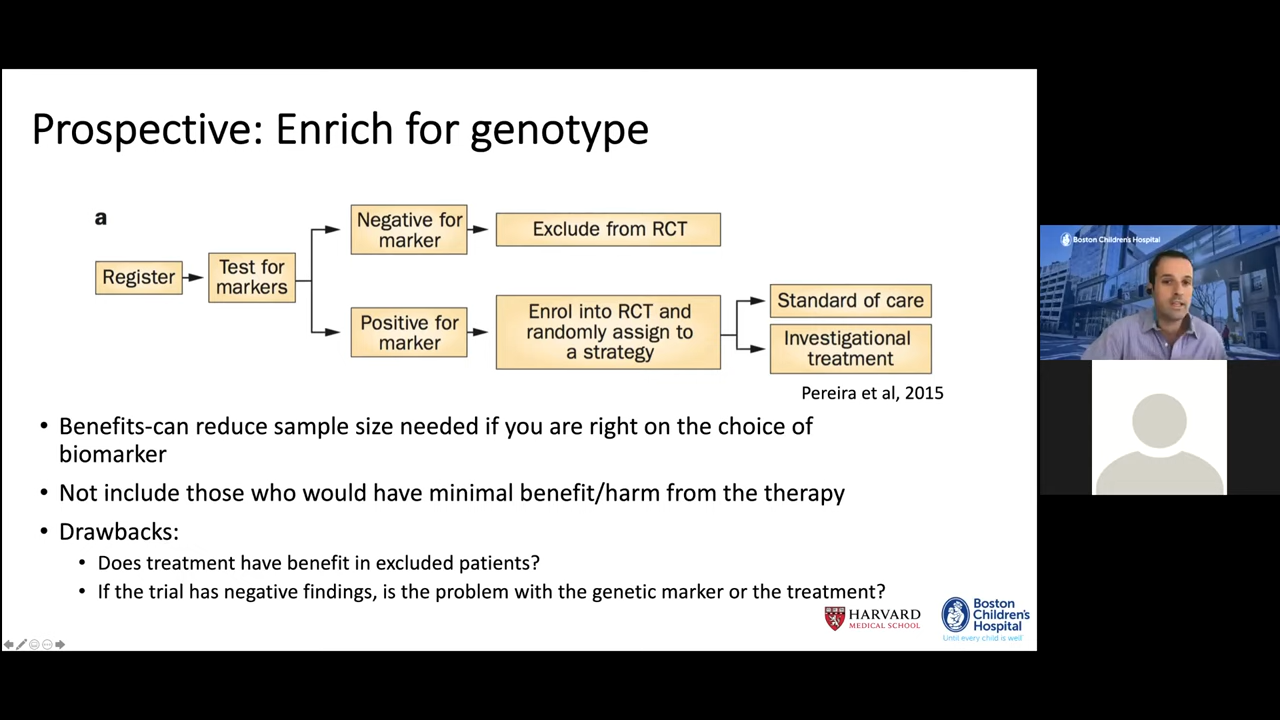 Prospective: Enrich for genotype
a
Register
Test for
markers
Negative for
marker
Exclude from RCT
Positive for
marker
Enrol into RCT and
randomly assign to
a strategy
Standard of care
Investigational
treatment
Pereira et al, 2015
• Benefits-can reduce sample size needed if you are right on the choice of
biomarker
• Not include those who would have minimal benefit/harm from the therapy
• Drawbacks:
• Does treatment have benefit in excluded patients?
• If the trial has negative findings, is the problem with the genetic marker or the treatment?
HARVARD
MEDICAL SCHOOL
Boston
Children's
Hospital
Until every child is well
Boston Children's Hospital